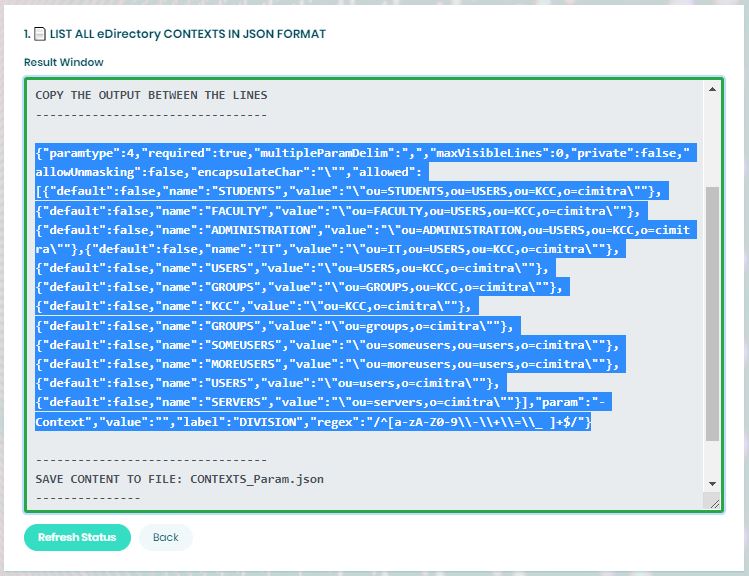 1. LIST ALL eDirectory CONTEXTS IN JSON FORMAT
Result Window
COPY THE OUTPUT BETWEEN THE LINES
---------------------------------
{"paramtype":4,"required":true,"multipleParamDelim":",","maxVisibleLines":0,"private":false,"
allowUnmasking":false,"encapsulateChar":"\"","allowed":
[{"default":false,"name":"STUDENTS","value":"\"ou=STUDENTS,ou=USERS,ou=KCC,o=cimitra\""},
{"default":false,"name":"FACULTY","value":"\"ou=FACULTY,ou=USERS,ou=KCC,o=cimitra\""},
{"default":false,"name":"ADMINISTRATION","value":"\"ou=ADMINISTRATION,ou=USERS,ou=KCC,o=cimit
ra\""},{"default":false,"name":"IT","value":"\"ou=IT,ou=USERS,ou=KCC,o=cimitra\""},
{"default":false,"name":"USERS","value":"\"ou=USERS,ou=KCC,o=cimitra\""},
{"default":false,"name":"GROUPS","value":"\"ou=GROUPS,ou=KCC,o=cimitra\""},
{"default":false,"name":"KCC","value":"\"ou=KCC,o=cimitra\""},
{"default":false,"name":"GROUPS","value":"\"ou=groups,o=cimitra\""},
{"default":false,"name":"SOMEUSERS","value":"\"ou=someusers,ou=users,o=cimitra\""},
{"default":false,"name":"MOREUSERS","value":"\"ou=moreusers,ou=users,o=cimitra\""},
{"default":false,"name":"USERS","value":"\"ou=users,o=cimitra\""},
{"default":false,"name":"SERVERS","value":"\"ou=servers,o=cimitra\""}],"param":"-
Context","value":"","label":"DIVISION","regex":"/^[a-zA-Z0-9\\-\\+\\=\\_ ]+$/"}
---------------------------------
SAVE CONTENT TO FILE: CONTEXTS_Param.json
---------------
Refresh Status
Back